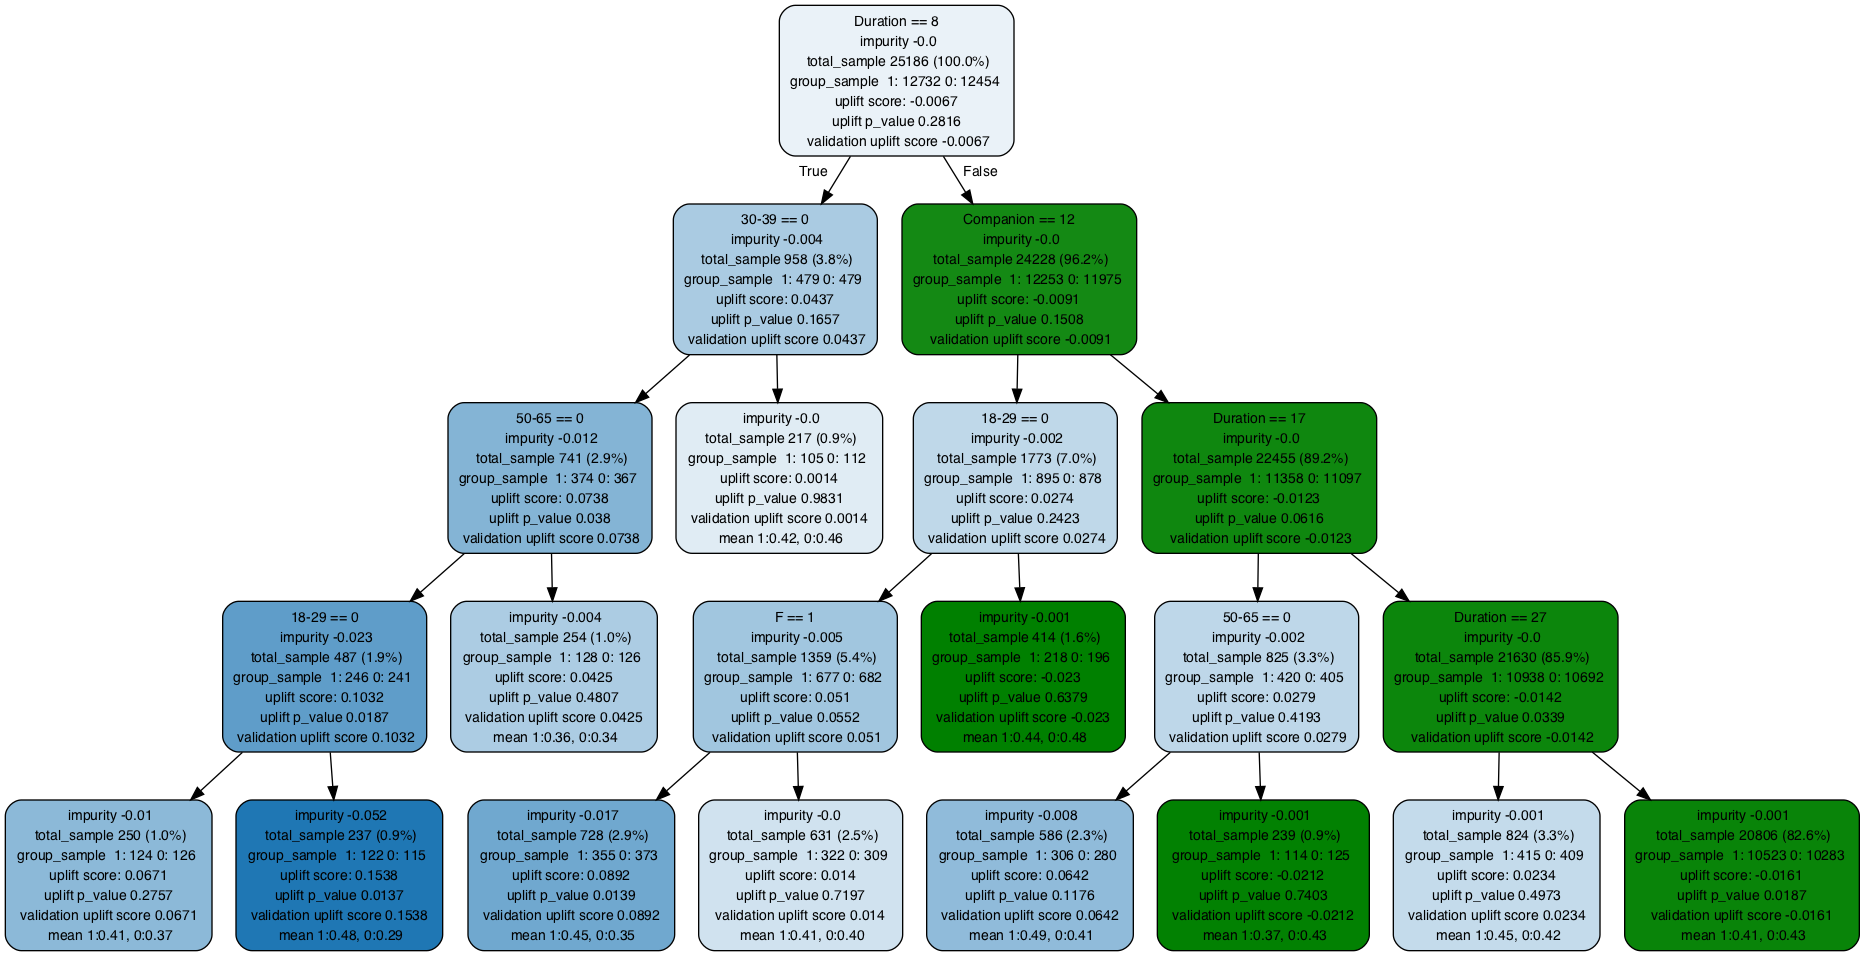 Duration == 8
impurity -0.0
total_sample 25186 (100.0%)
group_sample 1: 12732 0: 12454
uplift score: -0.0067
uplift p_value 0.2816
validation uplift score -0.0067
True
False
30-39 == 0
impurity -0.004
total_sample 958 (3.8%)
group_sample 1: 479 0: 479
uplift score: 0.0437
uplift p_value 0.1657
validation uplift score 0.0437
Companion == 12
impurity -0.0
total_sample 24228 (96.2%)
group_sample 1: 12253 0: 11975
uplift score: -0.0091
uplift p_value 0.1508
validation uplift score -0.0091
50-65 == 0
impurity -0.012
total_sample 741 (2.9%)
group_sample 1: 374 0: 367
uplift score: 0.0738
uplift p_value 0.038
validation uplift score 0.0738
impurity -0.0
total_sample 217 (0.9%)
group_sample 1: 105 0: 112
uplift score: 0.0014
uplift p_value 0.9831
validation uplift score 0.0014
mean 1:0.42, 0:0.46
18-29 == 0
impurity -0.002
total_sample 1773 (7.0%)
group_sample 1: 895 0: 878
uplift score: 0.0274
uplift p_value 0.2423
validation uplift score 0.0274
Duration == 17
impurity -0.0
total_sample 22455 (89.2%)
group_sample 1: 11358 0: 11097
uplift score: -0.0123
uplift p_value 0.0616
validation uplift score -0.0123
18-29 == 0
impurity -0.023
total_sample 487 (1.9%)
group_sample 1: 246 0: 241
uplift score: 0.1032
uplift p_value 0.0187
validation uplift score 0.1032
impurity -0.004
total_sample 254 (1.0%)
group_sample 1: 128 0: 126
uplift score: 0.0425
uplift p_value 0.4807
validation uplift score 0.0425
mean 1:0.36, 0:0.34
F == 1
impurity -0.005
total_sample 1359 (5.4%)
group_sample 1: 677 0: 682
uplift score: 0.051
uplift p_value 0.0552
validation uplift score 0.051
impurity -0.001
total_sample 414 (1.6%)
group_sample 1: 218 0: 196
uplift score: -0.023
uplift p_value 0.6379
validation uplift score -0.023
mean 1:0.44, 0:0.48
50-65 == 0
impurity -0.002
total_sample 825 (3.3%)
group_sample 1: 420 0: 405
uplift score: 0.0279
uplift p_value 0.4193
validation uplift score 0.0279
Duration == 27
impurity -0.0
total_sample 21630 (85.9%)
group_sample 1: 10938 0: 10692
uplift score: -0.0142
uplift p_value 0.0339
validation uplift score -0.0142
impurity -0.01
total_sample 250 (1.0%)
group_sample 1: 124 0: 126
uplift score: 0.0671
uplift p_value 0.2757
validation uplift score 0.0671
mean 1:0.41, 0:0.37
impurity -0.052
total_sample 237 (0.9%)
group_sample 1: 122 0: 115
uplift score: 0.1538
uplift p_value 0.0137
validation uplift score 0.1538
mean 1:0.48, 0:0.29
impurity -0.017
total_sample 728 (2.9%)
group_sample 1: 355 0: 373
uplift score: 0.0892
uplift p_value 0.0139
validation uplift score 0.0892
mean 1:0.45, 0:0.35
impurity -0.0
total_sample 631 (2.5%)
group_sample 1: 322 0: 309
uplift score: 0.014
uplift p_value 0.7197
validation uplift score 0.014
mean 1:0.41, 0:0.40
impurity -0.008
total_sample 586 (2.3%)
group_sample 1: 306 0: 280
uplift score: 0.0642
uplift p_value 0.1176
validation uplift score 0.0642
mean 1:0.49, 0:0.41
impurity -0.001
total_sample 239 (0.9%)
group_sample 1: 114 0: 125
uplift score: -0.0212
uplift p_value 0.7403
validation uplift score -0.0212
mean 1:0.37, 0:0.43
impurity -0.001
total_sample 824 (3.3%)
group_sample 1: 415 0: 409
uplift score: 0.0234
uplift p_value 0.4973
validation uplift score 0.0234
mean 1:0.45, 0:0.42
impurity -0.001
total_sample 20806 (82.6%)
group_sample 1: 10523 0: 10283
uplift score: -0.0161
uplift p_value 0.0187
validation uplift score -0.0161
mean 1:0.41, 0:0.43